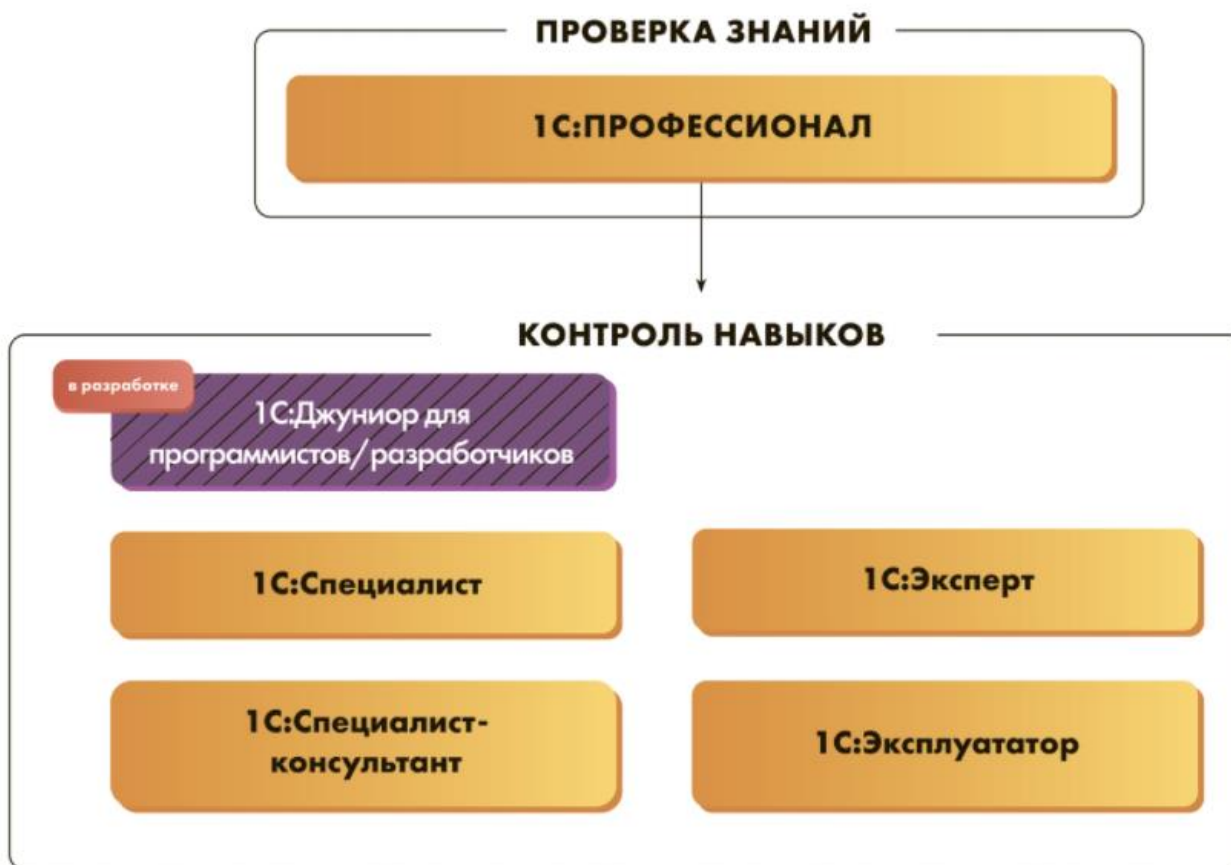 ПРОВЕРКА ЗНАНИЙ
1С:ПРОФЕССИОНАЛ
КОНТРОЛЬ НАВЫКОВ
в разработке
1С:Джуниор для
программистов/разработчиков
1С:Специалист
1С:Эксперт
1С:Специалист-
консультант
1С:Эксплуататор